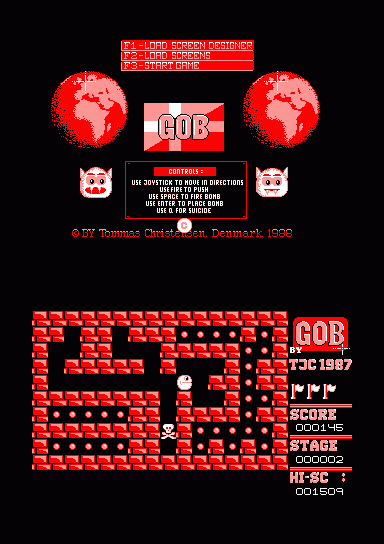 F1-LOAD SCREEN DESIGNER
F2-LOAD SCREENS
F3-START GAME
GOB
CONTROLS :
USE JOYSTICK TO MOVE IN DIRECTIONS
USE FIRE TO PUSH
USE SPACE TO FIRE BOMB
USE ENTER TO PLACE BOMB
USE Q. FOR SUICIDE
C
© BY Tommas Christensen, Denmark 1998
GOB
BY
TJC 1987
SCORE
000145
STAGE
000002
HI-SC :
001509